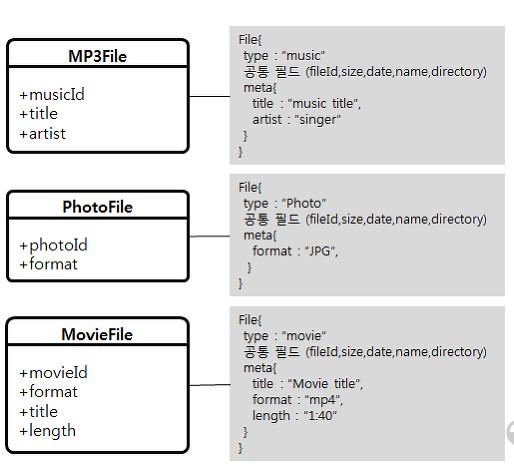 MP3File
+musicId
+title
+artist
File{
type : "music"
공통 필드 (fileId,size,date,name,directory)
meta{
title : "music title",
artist : "singer"
}
}
PhotoFile
+photoId
+format
File{
type : "Photo"
공통 필드 (fileId,size,date,name,directory)
meta{
format : "JPG",
}
}
MovieFile
+movieId
+format
+title
+length
File{
type : "movie"
공통 필드 (fileId,size,date,name,directory)
meta{
title : "Movie title",
format : "mp4",
length : "1:40"
}
}